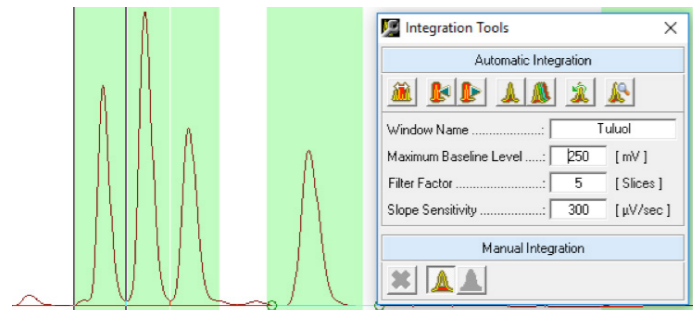 Integration Tools
Automatic Integration
Window Name ....................: Tuluol
Maximum Baseline Level .....: 250 [ mV ]
Filter Factor ........................: 5 [ Slices ]
Slope Sensitivity ..................: 300 [ µV/sec ]
Manual Integration